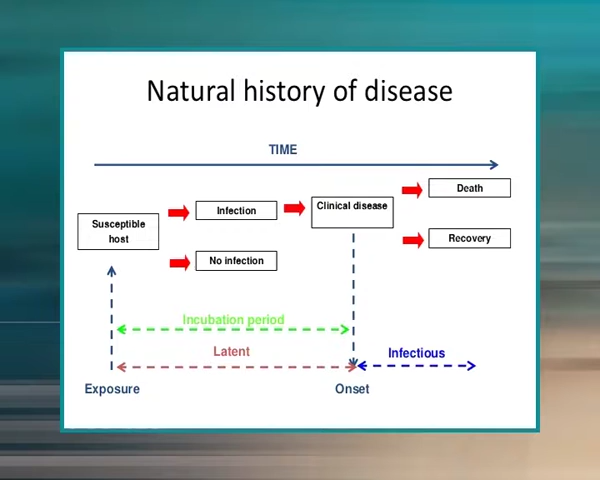 Natural history of disease
TIME
Susceptible
host
Infection
No infection
Clinical disease
Death
Recovery
Incubation period
Latent
Infectious
Exposure
Onset